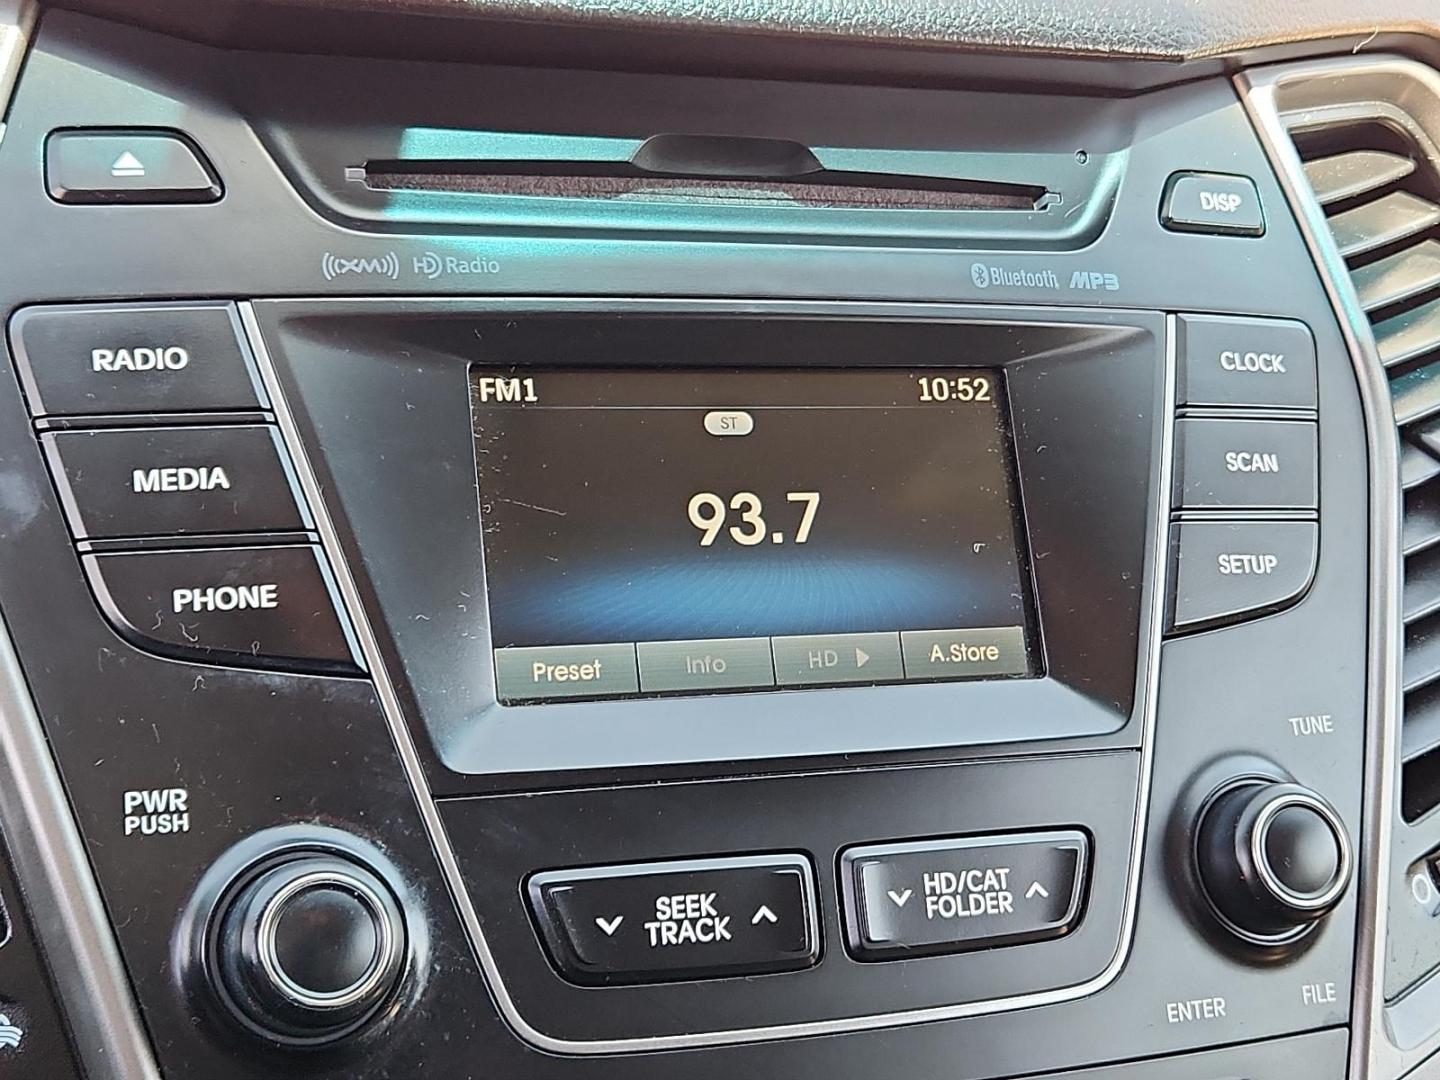 DISP
((XM)) HD Radio
Bluetooth MP3
RADIO
MEDIA
PHONE
FM1 10:52
ST
93.7
Preset Info HD A.Store
CLOCK
SCAN
SETUP
PWR
PUSH
SEEK
TRACK
HD/CAT
FOLDER
TUNE
ENTER FILE